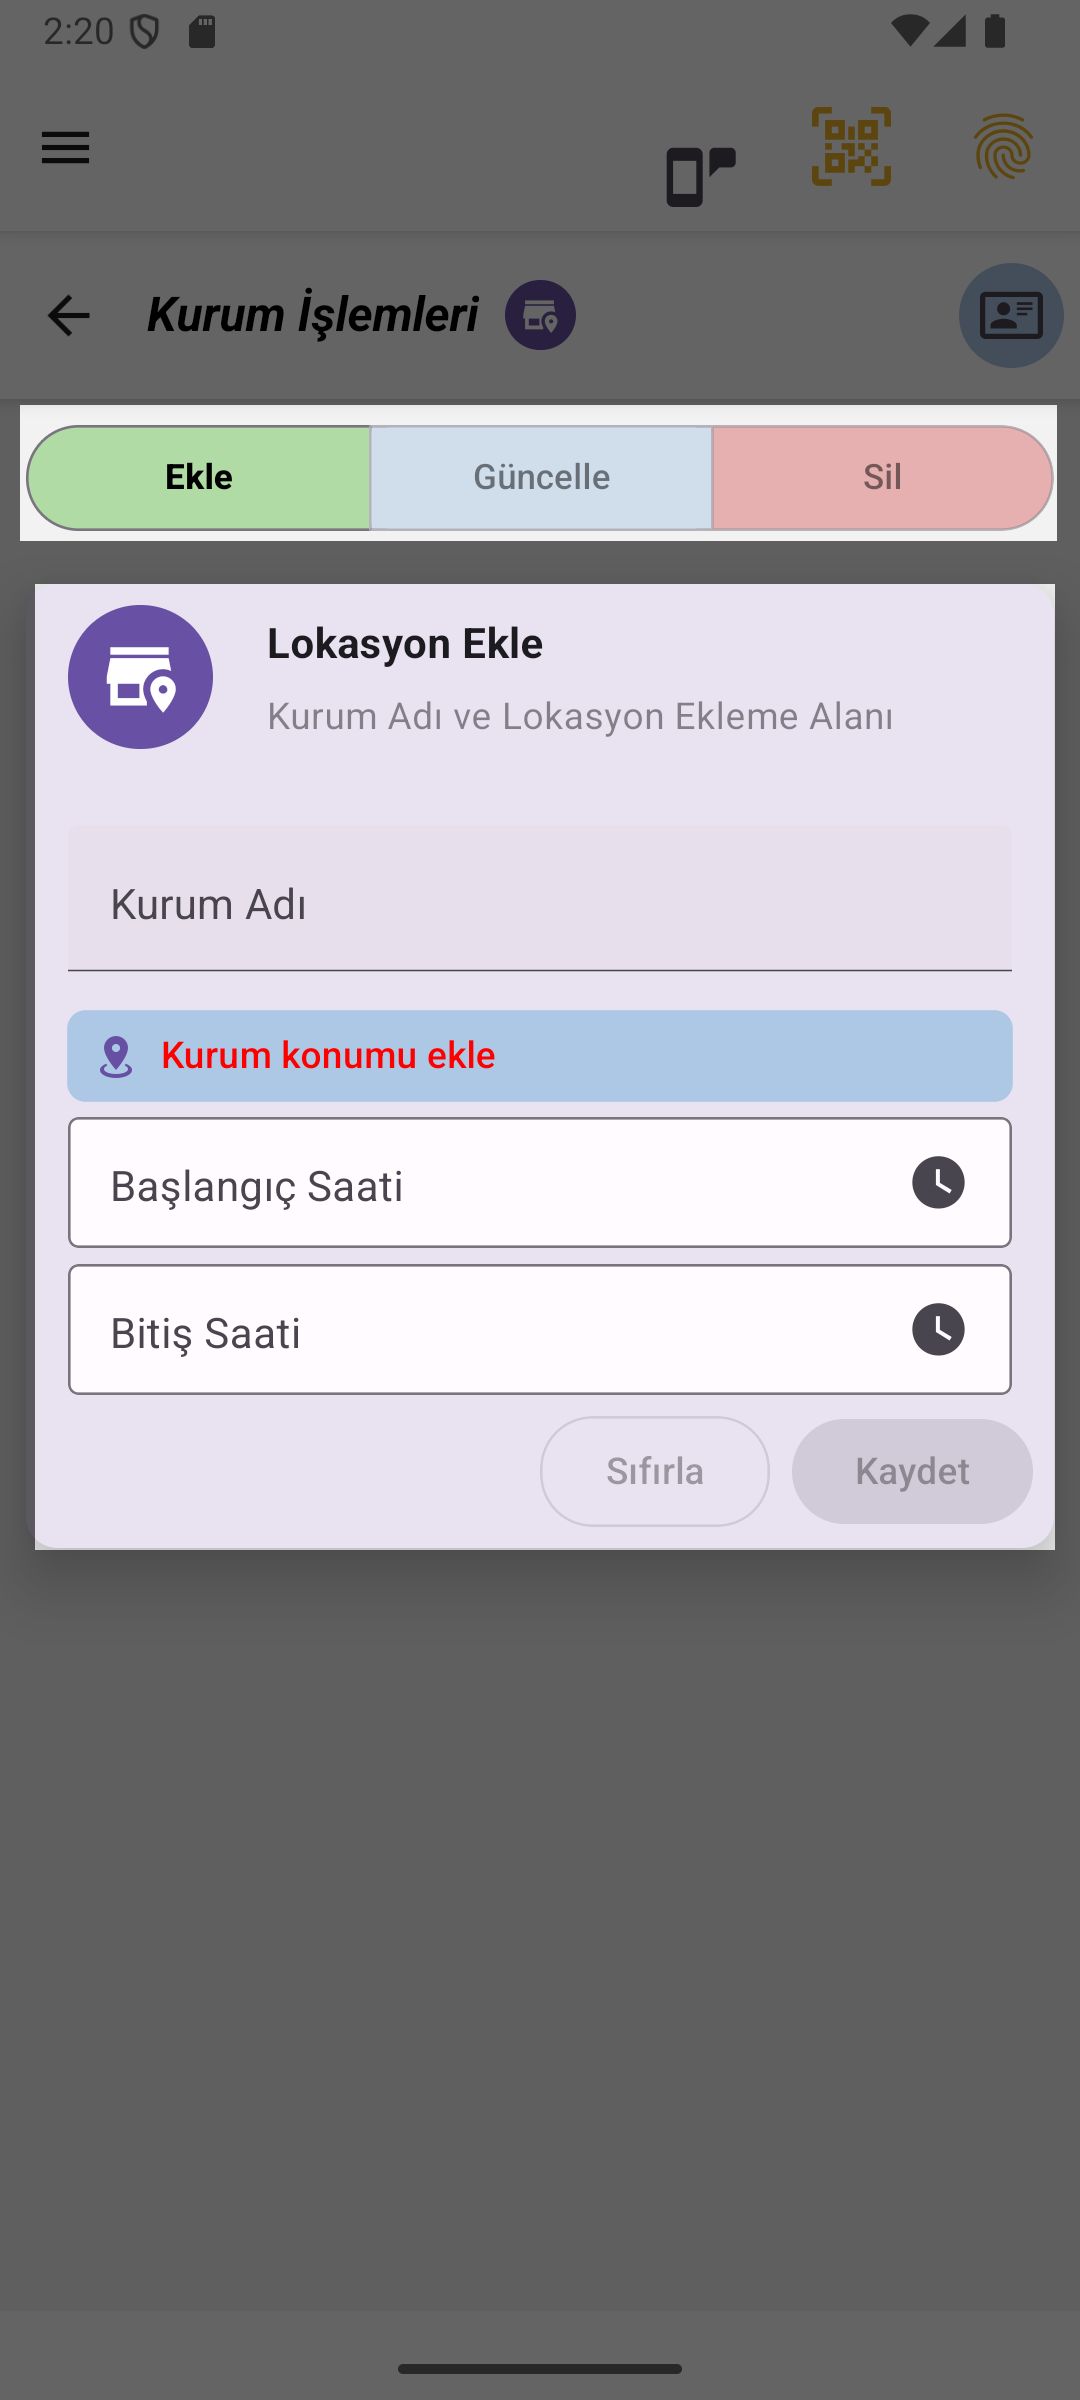 2:20
Kurum İşlemleri
Ekle
Güncelle
Sil
Lokasyon Ekle
Kurum Adı ve Lokasyon Ekleme Alanı
Kurum Adı
Kurum konumu ekle
Başlangıç Saati
Bitiş Saati
Sıfırla
Kaydet